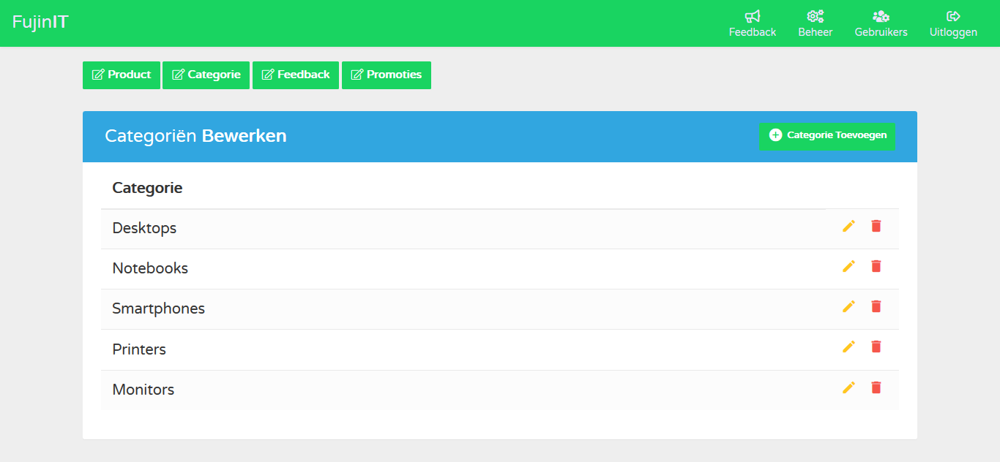 FujinIT
Feedback
Beheer
Gebruikers
Uitloggen
Product
Categorie
Feedback
Promoties
Categoriën Bewerken
Categorie Toevoegen
Categorie
Desktops
Notebooks
Smartphones
Printers
Monitors